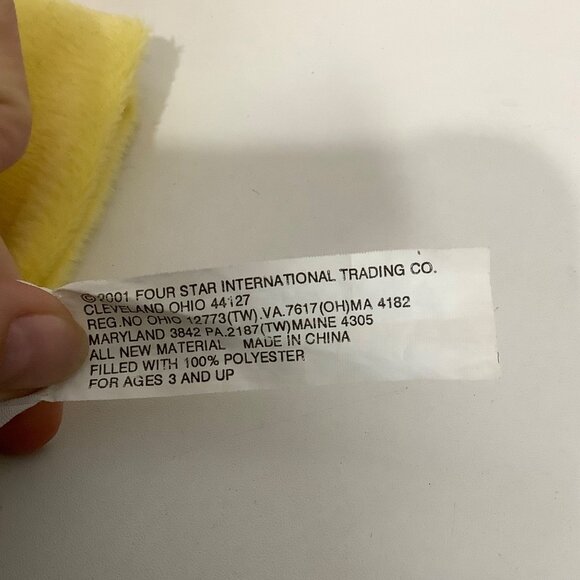 ©2001 FOUR STAR INTERNATIONAL TRADING CO.
CLEVELAND OHIO 44127
REG.NO OHIO 12773(TW).VA.7617(OH)MA 4182
MARYLAND 3842 PA.2187(TW)MAINE 4305
ALL NEW MATERIAL MADE IN CHINA
FILLED WITH 100% POLYESTER
FOR AGES 3 AND UP